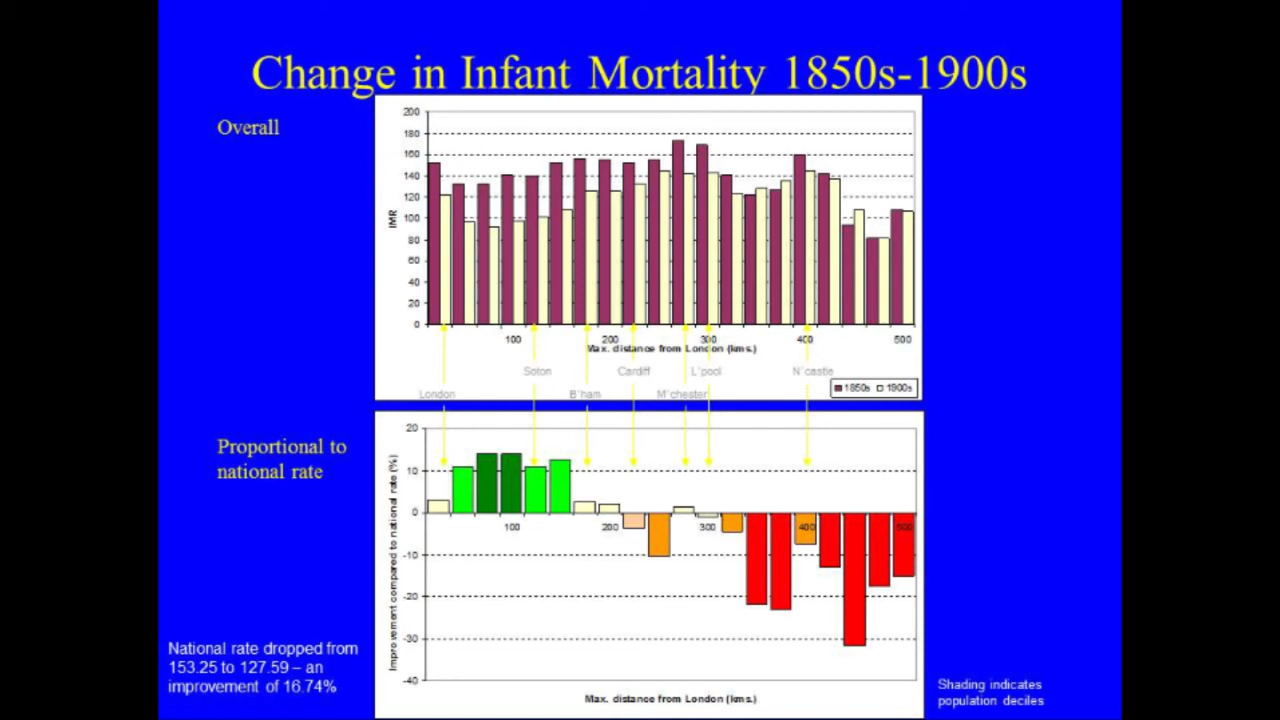 Change in Infant Mortality 1850s-1900s
Overall
200
180
160
140
120
100
80
60
40
20
0
IMR
100
200
300
400
500
Max. distance from London (kms.)
Soton
Cardiff
L'pool
N'castle
London
B'ham
M'chester
1850s
1900s
Proportional to
national rate
20
10
0
-10
-20
-30
-40
Improvement compared to national rate (%)
100
200
300
400
500
Max. distance from London (kms.)
National rate dropped from
153.25 to 127.59 – an
improvement of 16.74%
Shading indicates
population deciles